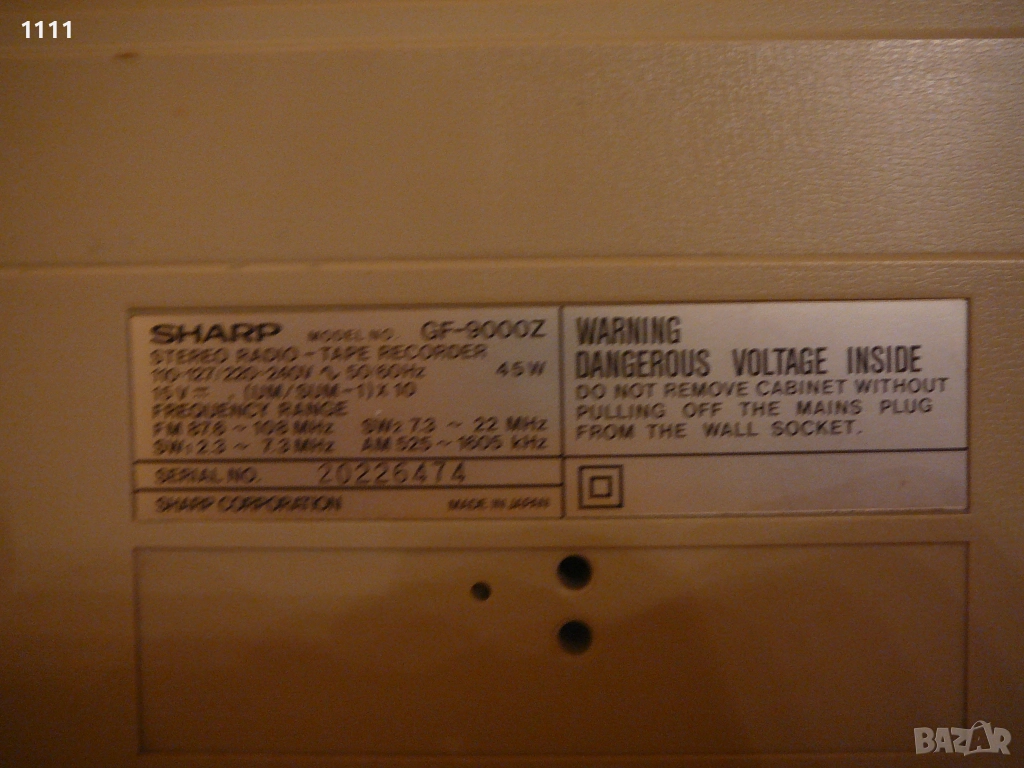 1111
SHARP MODEL NO. GF-9000Z
STEREO RADIO-TAPE RECORDER
110-127/220-240V ∿ 50/60Hz 45W
15V ⎓ (UM/SUM-1) X 10
FREQUENCY RANGE
FM 87.6 ~ 108 MHz SW2 7.3 ~ 22 MHz
SW1 2.3 ~ 7.3 MHz AM 525 ~ 1605 kHz
SERIAL NO. 20226474
SHARP CORPORATION MADE IN JAPAN
WARNING
DANGEROUS VOLTAGE INSIDE
DO NOT REMOVE CABINET WITHOUT
PULLING OFF THE MAINS PLUG
FROM THE WALL SOCKET.
BAZAR